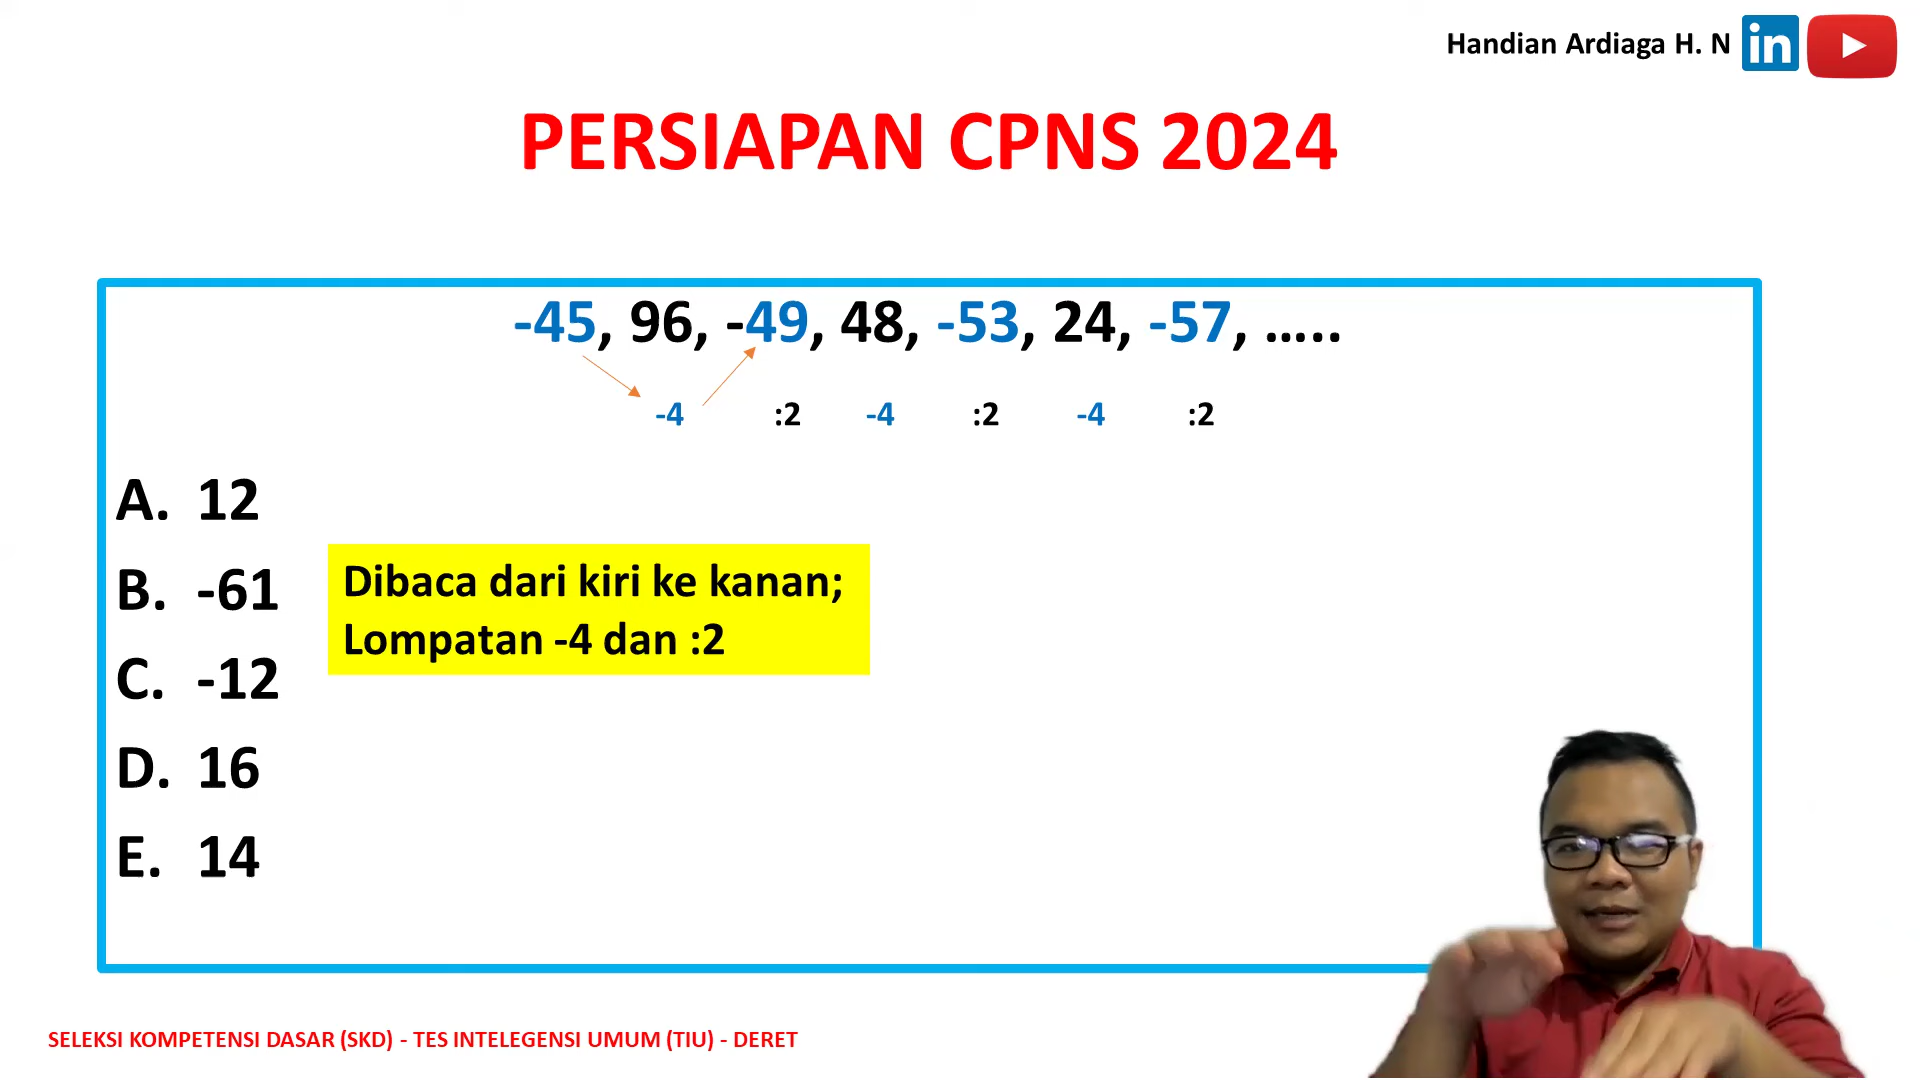 Handian Ardiaga H. N in
PERSIAPAN CPNS 2024
-45, 96, -49, 48, -53, 24, -57, …..
-4 :2 -4 :2 -4 :2
A. 12
B. -61
C. -12
D. 16
E. 14
Dibaca dari kiri ke kanan;
Lompatan -4 dan :2
SELEKSI KOMPETENSI DASAR (SKD) - TES INTELEGENSI UMUM (TIU) - DERET